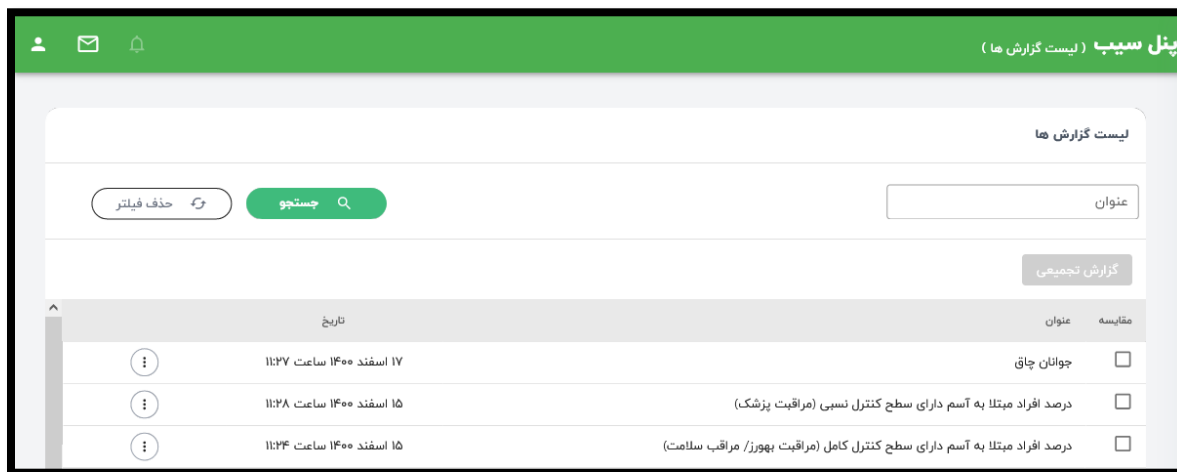 پنل سیب ( لیست گزارش ها )
لیست گزارش ها
عنوان
جستجو
حذف فیلتر
گزارش تجمیعی
مقایسه عنوان تاریخ
جوانان چاق ۱۷ اسفند ۱۴۰۰ ساعت ۱۱:۲۷
درصد افراد مبتلا به آسم دارای سطح کنترل نسبی (مراقبت پزشک) ۱۵ اسفند ۱۴۰۰ ساعت ۱۱:۲۸
درصد افراد مبتلا به آسم دارای سطح کنترل کامل (مراقبت بهورز/ مراقب سلامت) ۱۵ اسفند ۱۴۰۰ ساعت ۱۱:۲۴